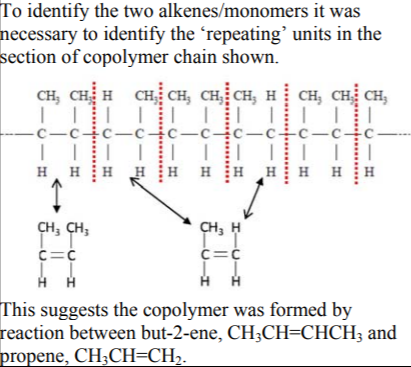 To identify the two alkenes/monomers it was
necessary to identify the ‘repeating’ units in the
section of copolymer chain shown.
CH₃ CH₃ H CH₃ CH₃ CH₃ CH₃ H CH₃ CH₃ CH₃
C—C—C—C—C—C—C—C—C—C—C
H H H H H H H H H H H
CH₃ CH₃ CH₃ H
C=C C=C
H H H H
This suggests the copolymer was formed by
reaction between but-2-ene, CH₃CH=CHCH₃ and
propene, CH₃CH=CH₂.